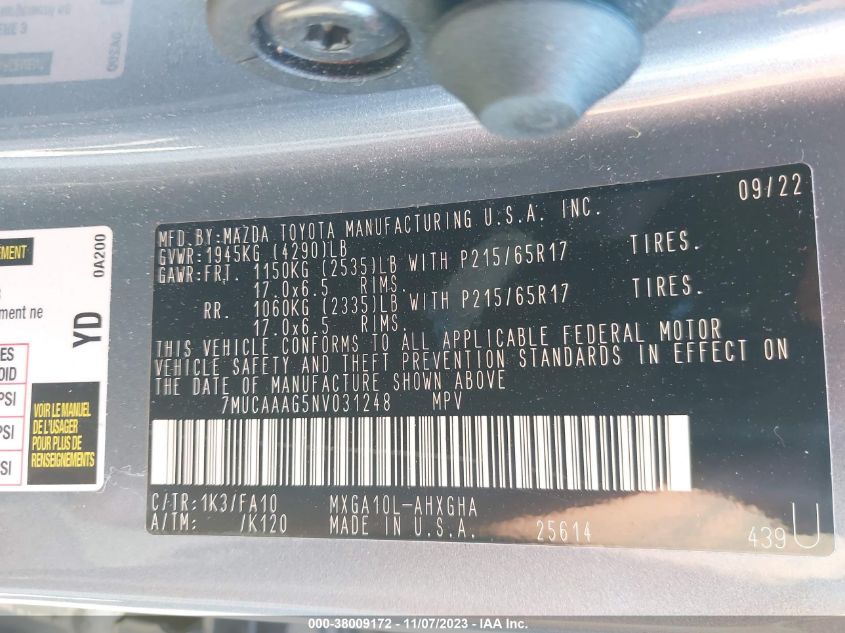 09/22
MFD.BY:MAZDA TOYOTA MANUFACTURING U.S.A. INC.
GVWR:1945KG (4290)LB
GAWR:FRT. 1150KG (2535)LB WITH P215/65R17 TIRES.
17.0x6.5 RIMS.
RR. 1060KG (2335)LB WITH P215/65R17 TIRES.
17.0x6.5 RIMS.
THIS VEHICLE CONFORMS TO ALL APPLICABLE FEDERAL MOTOR
VEHICLE SAFETY AND THEFT PREVENTION STANDARDS IN EFFECT ON
THE DATE OF MANUFACTURE SHOWN ABOVE
7MUCAAAG5NV031248 MPV
C/TR:1K3/FA10 MXGA10L-AHXGHA
A/TM: /K120 MADE IN U.S.A. 25614 439U
0A200
YD
ment ne
PSI
PSI
SI
VOIR LE MANUEL
DE L'USAGER
POUR PLUS DE
RENSEIGNEMENTS
000-38009172 - 11/07/2023 - IAA Inc.